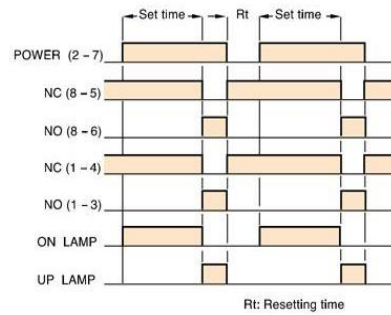 Set time Rt Set time
POWER (2 – 7)
NC (8 – 5)
NO (8 – 6)
NC (1 – 4)
NO (1 – 3)
ON LAMP
UP LAMP
Rt: Resetting time